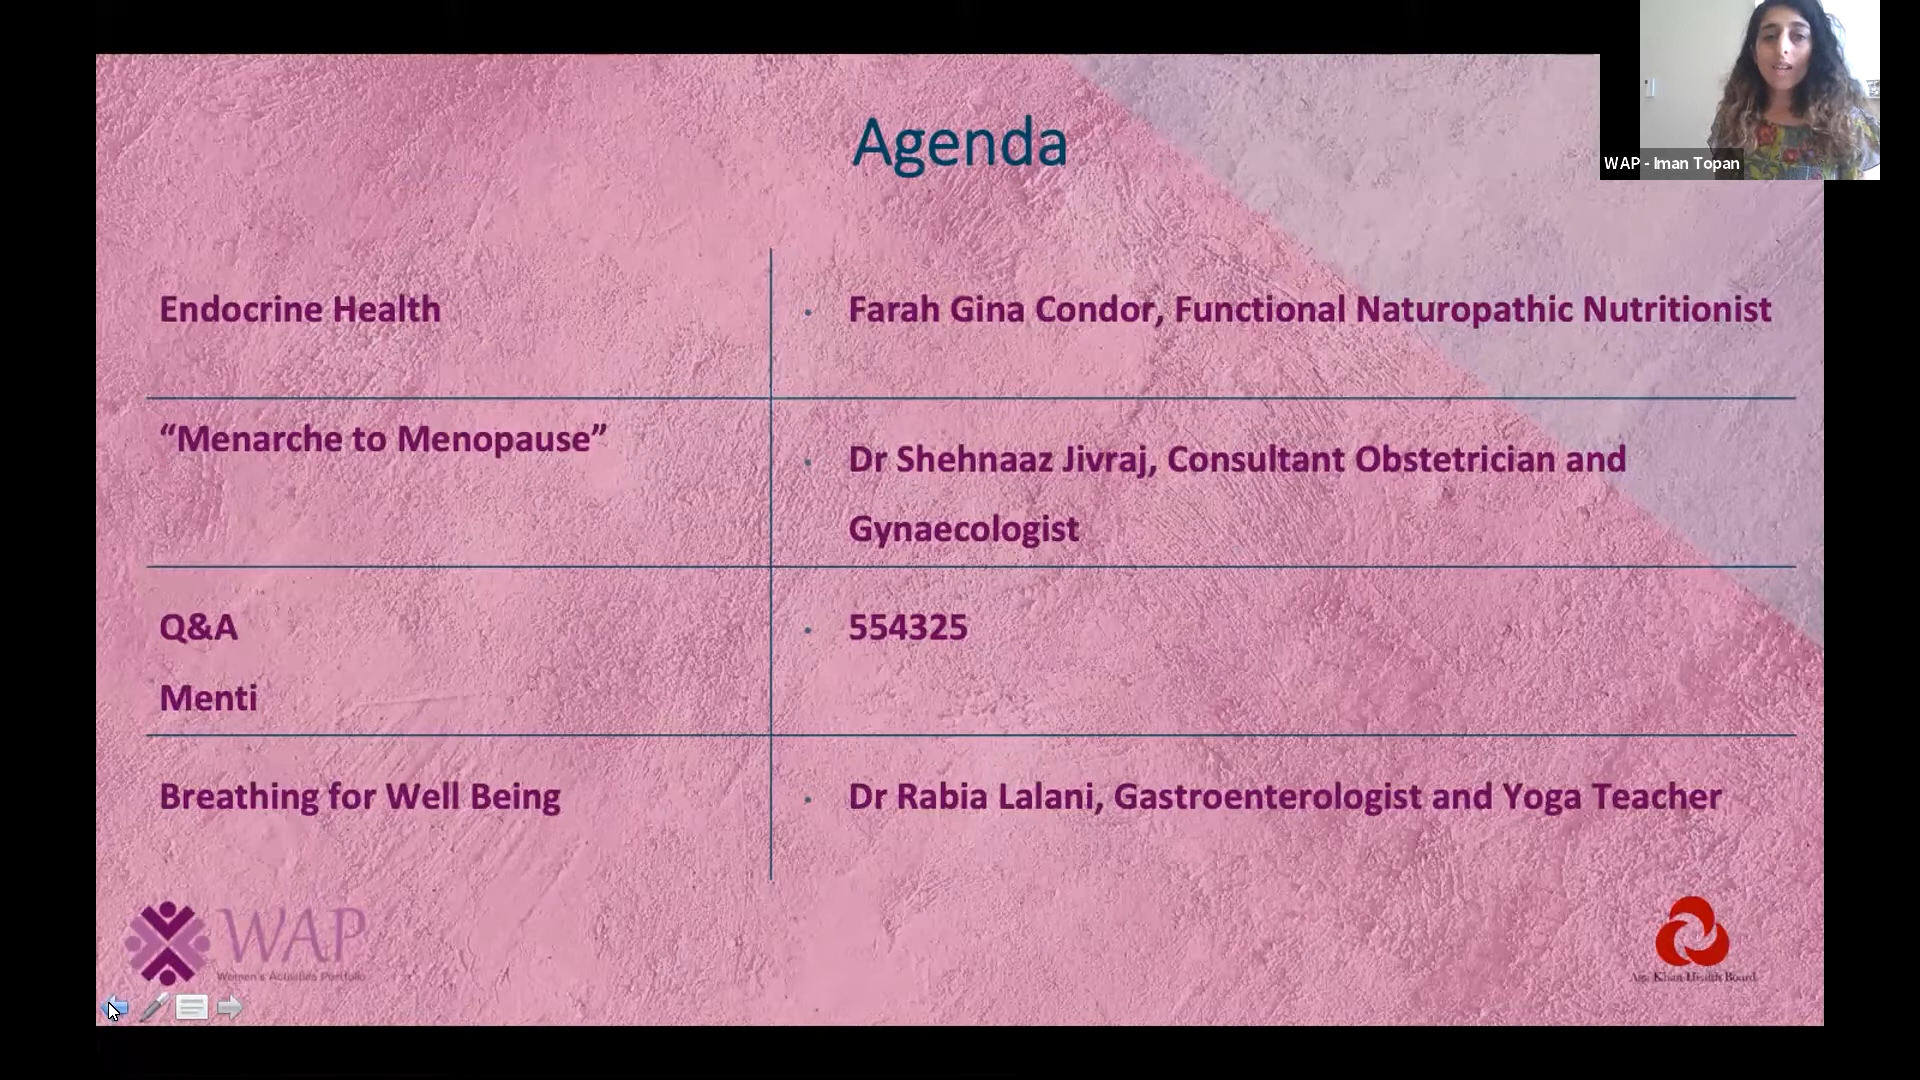 Agenda
WAP - Iman Topan
Endocrine Health
• Farah Gina Condor, Functional Naturopathic Nutritionist
“Menarche to Menopause”
• Dr Shehnaaz Jivraj, Consultant Obstetrician and
Gynaecologist
Q&A
• 554325
Menti
Breathing for Well Being
• Dr Rabia Lalani, Gastroenterologist and Yoga Teacher
WAP
Women's Activities Portfolio
Aga Khan Health Board